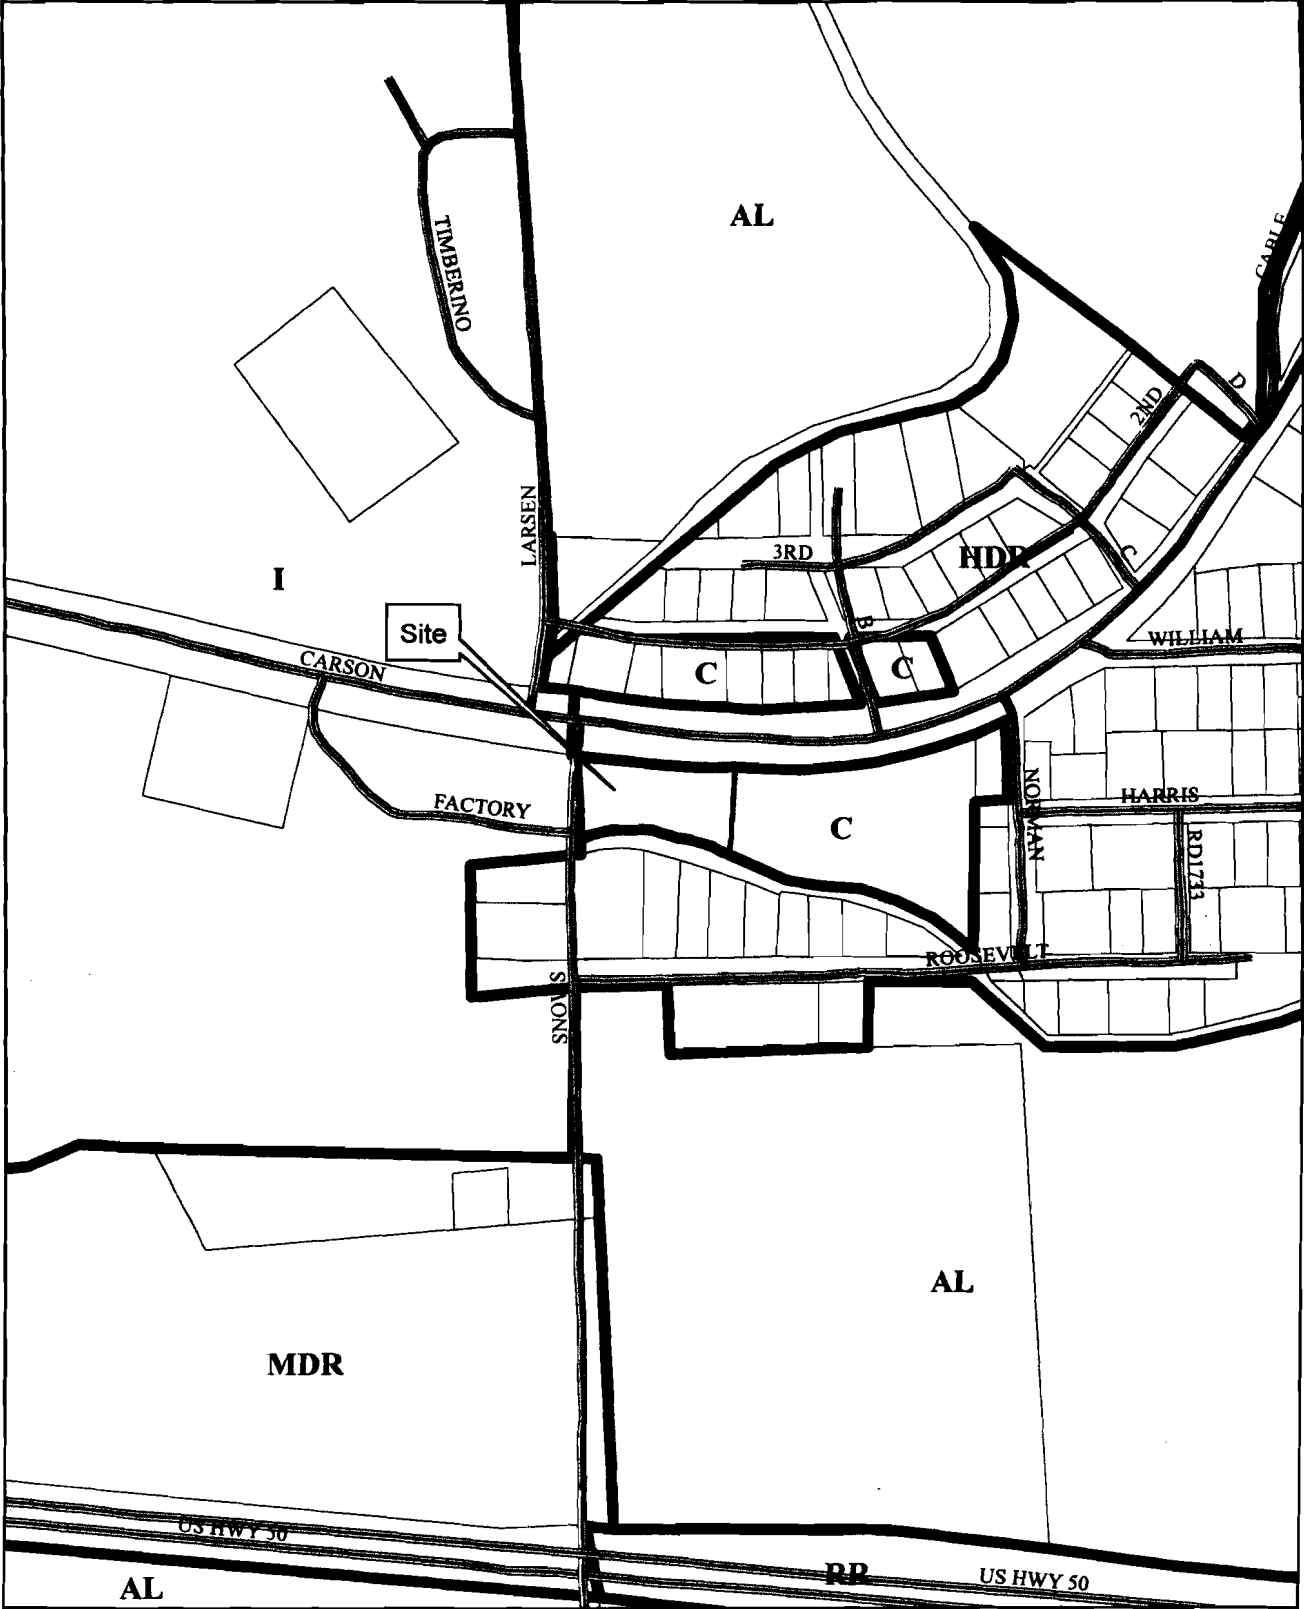 AL
CABLE
TIMBERINO
D
2ND
LARSEN
3RD
HDR
C
I
Site
B
WILLIAM
CARSON
C
C
NORMAN
HARRIS
FACTORY
C
RD1733
ROOSEVELT
SNOWS
AL
MDR
US HWY 50
RR
US HWY 50
AL